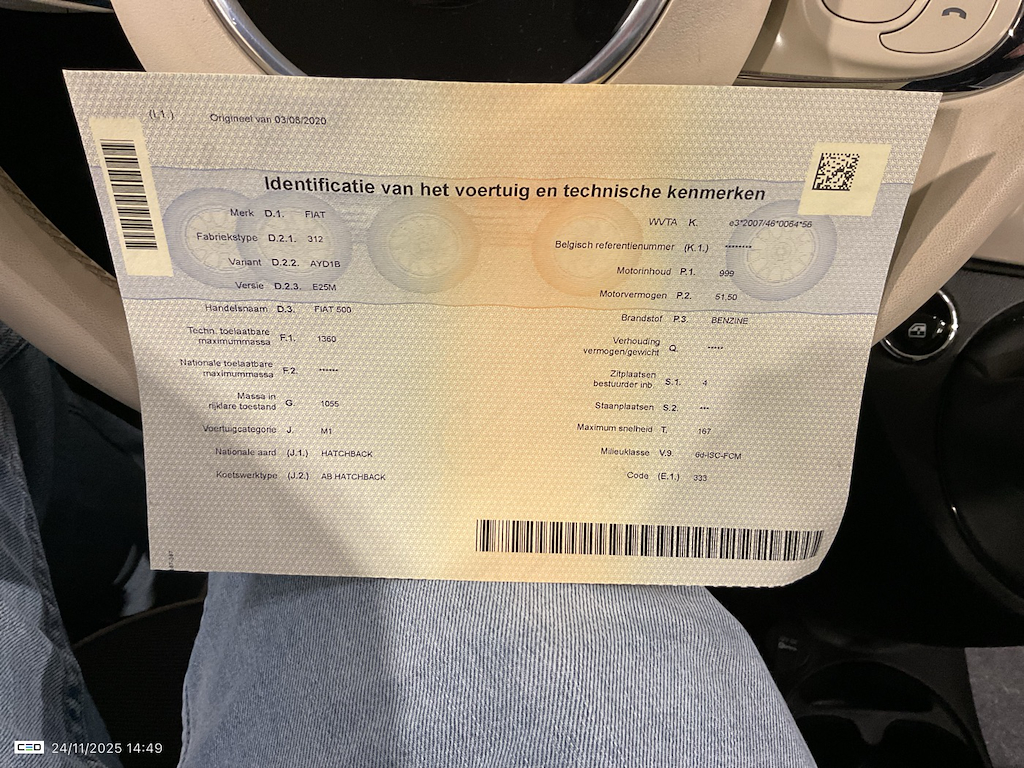 (I.1.) Origineel van 03/08/2020
Identificatie van het voertuig en technische kenmerken
Merk D.1. FIAT
Fabriekstype D.2.1. 312
Variant D.2.2. AYD1B
Versie D.2.3. E25M
Handelsnaam D.3. FIAT 500
Techn. toelaatbare
maximummassa F.1. 1360
Nationale toelaatbare
maximummassa F.2. ******
Massa in
rijklare toestand G. 1055
Voertuigcategorie J. M1
Nationale aard (J.1.) HATCHBACK
Koetswerktype (J.2.) AB HATCHBACK
WVTA K. e3*2007/46*0064*56
Belgisch referentienummer (K.1.) ********
Motorinhoud P.1. 999
Motorvermogen P.2. 51,50
Brandstof P.3. BENZINE
Verhouding
vermogen/gewicht Q. *****
Zitplaatsen
bestuurder inb. S.1. 4
Staanplaatsen S.2. ***
Maximum snelheid T. 167
Milieuklasse V.9. 6d-ISC-FCM
Code (E.1.) 333
CEO 24/11/2025 14:49